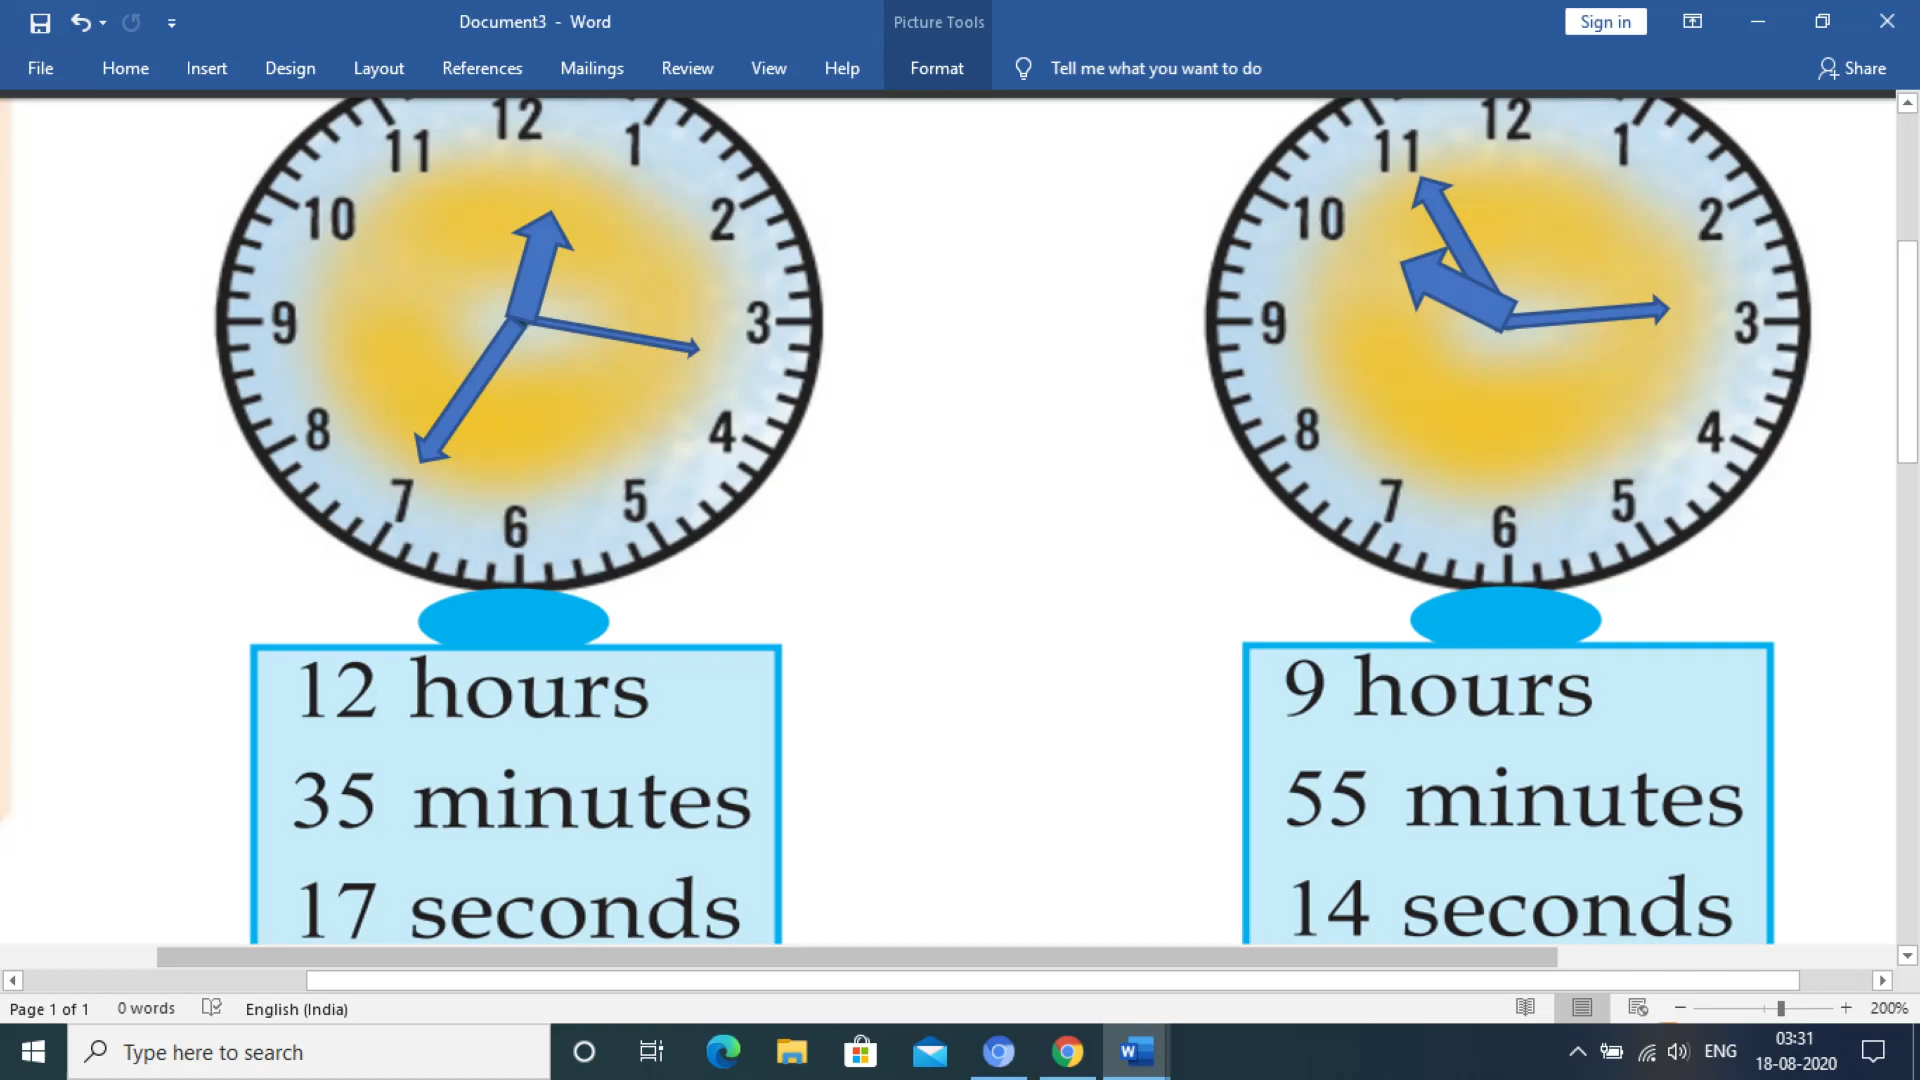 Document3 - Word
Picture Tools
Sign in
File Home Insert Design Layout References Mailings Review View Help Format Tell me what you want to do Share
12
11 1
10 2
9 3
8 4
7 5
6
12 hours
35 minutes
17 seconds
12
11 1
10 2
9 3
8 4
7 5
6
9 hours
55 minutes
14 seconds
Page 1 of 1 0 words English (India) 200%
Type here to search
ENG
03:31
18-08-2020